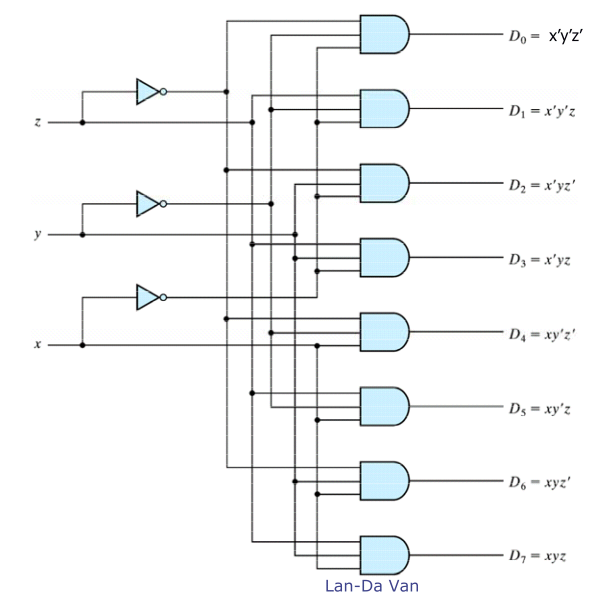 D₀ = x'y'z'
z
D₁ = x'y'z
D₂ = x'yz'
y
D₃ = x'yz
x
D₄ = xy'z'
D₅ = xy'z
D₆ = xyz'
D₇ = xyz
Lan-Da Van